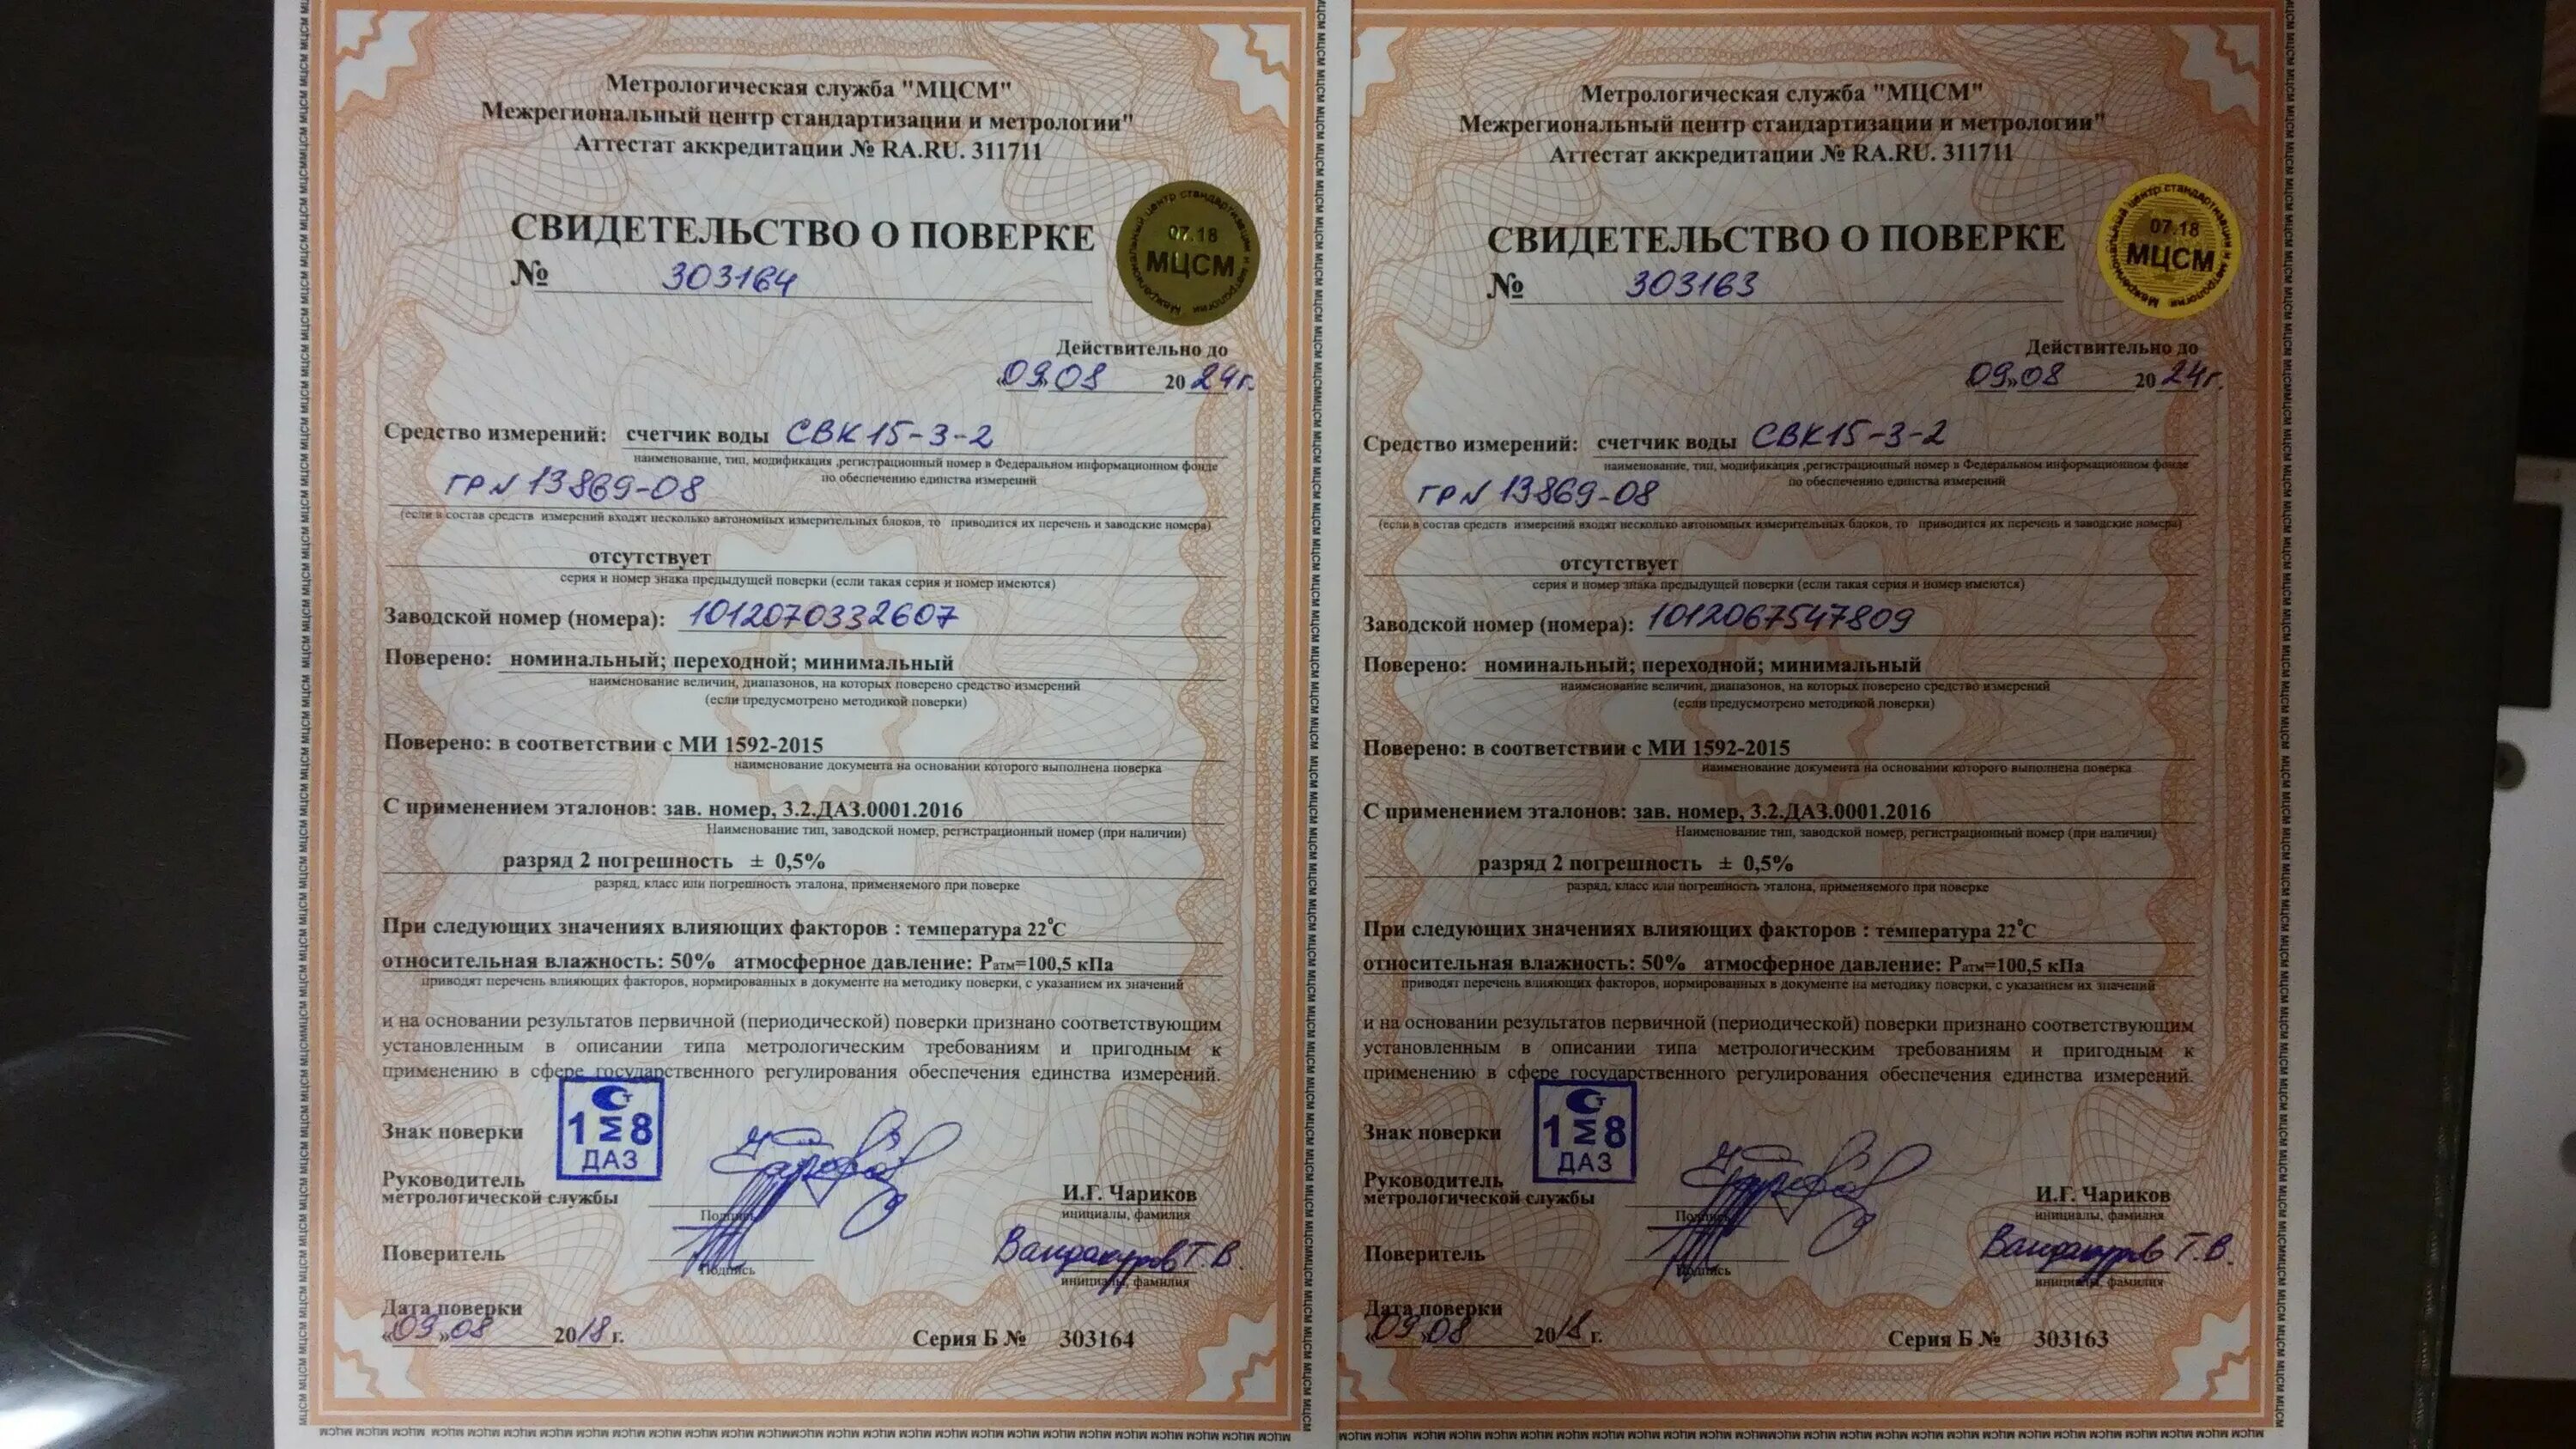 Метрологическая служба "МЦСМ"
Межрегиональный центр стандартизации и метрологии"
Аттестат аккредитации № RA.RU. 311711
СВИДЕТЕЛЬСТВО О ПОВЕРКЕ
№ 303164
Межрегиональный центр стандартизации и метрологии
07.18
МЦСМ
Действительно до
«09» 08 2024г.
Средство измерений: счетчик воды СВК15-3-2
наименование, тип, модификация ,регистрационный номер в Федеральном информационном фонде
по обеспечению единства измерений
ГР N 13869-08
(если в состав средств измерений входят несколько автономных измерительных блоков, то приводится их перечень и заводские номера)
отсутствует
серия и номер знака предыдущей поверки (если такая серия и номер имеются)
Заводской номер (номера): 1012070332607
Поверено: номинальный; переходной; минимальный
наименование величин, диапазонов, на которых поверено средство измерений
(если предусмотрено методикой поверки)
Поверено: в соответствии с МИ 1592-2015
наименование документа на основании которого выполнена поверка
С применением эталонов: зав. номер, 3.2.ДАЗ.0001.2016
Наименование тип, заводской номер, регистрационный номер (при наличии)
разряд 2 погрешность ± 0,5%
разряд, класс или погрешность эталона, применяемого при поверке
При следующих значениях влияющих факторов : температура 22°С
относительная влажность: 50% атмосферное давление: Ратм=100,5 кПа
приводят перечень влияющих факторов, нормированных в документе на методику поверки, с указанием их значений
и на основании результатов первичной (периодической) поверки признано соответствующим
установленным в описании типа метрологическим требованиям и пригодным к
применению в сфере государственного регулирования обеспечения единства измерений.
Знак поверки
1 8
ДАЗ
Руководитель
метрологической службы
И.Г. Чариков
Подпись
инициалы, фамилия
Поверитель
Т.В.
Подпись
инициалы, фамилия
Дата поверки
«09» 08 2018 г.
Серия Б № 303164
Метрологическая служба "МЦСМ"
Межрегиональный центр стандартизации и метрологии"
Аттестат аккредитации № RA.RU. 311711
СВИДЕТЕЛЬСТВО О ПОВЕРКЕ
№ 303163
Межрегиональный центр стандартизации и метрологии
07.18
МЦСМ
Действительно до
«09» 08 2024г.
Средство измерений: счетчик воды СВК15-3-2
наименование, тип, модификация ,регистрационный номер в Федеральном информационном фонде
по обеспечению единства измерений
ГР N 13869-08
(если в состав средств измерений входят несколько автономных измерительных блоков, то приводится их перечень и заводские номера)
отсутствует
серия и номер знака предыдущей поверки (если такая серия и номер имеются)
Заводской номер (номера): 1012067547809
Поверено: номинальный; переходной; минимальный
наименование величин, диапазонов, на которых поверено средство измерений
(если предусмотрено методикой поверки)
Поверено: в соответствии с МИ 1592-2015
наименование документа на основании которого выполнена поверка
С применением эталонов: зав. номер, 3.2.ДАЗ.0001.2016
Наименование тип, заводской номер, регистрационный номер (при наличии)
разряд 2 погрешность ± 0,5%
разряд, класс или погрешность эталона, применяемого при поверке
При следующих значениях влияющих факторов : температура 22°С
относительная влажность: 50% атмосферное давление: Ратм=100,5 кПа
приводят перечень влияющих факторов, нормированных в документе на методику поверки, с указанием их значений
и на основании результатов первичной (периодической) поверки признано соответствующим
установленным в описании типа метрологическим требованиям и пригодным к
применению в сфере государственного регулирования обеспечения единства измерений.
Знак поверки
1 8
ДАЗ
Руководитель
метрологической службы
И.Г. Чариков
Подпись
инициалы, фамилия
Поверитель
Т.В.
Подпись
инициалы, фамилия
Дата поверки
«09» 08 2018 г.
Серия Б № 303163